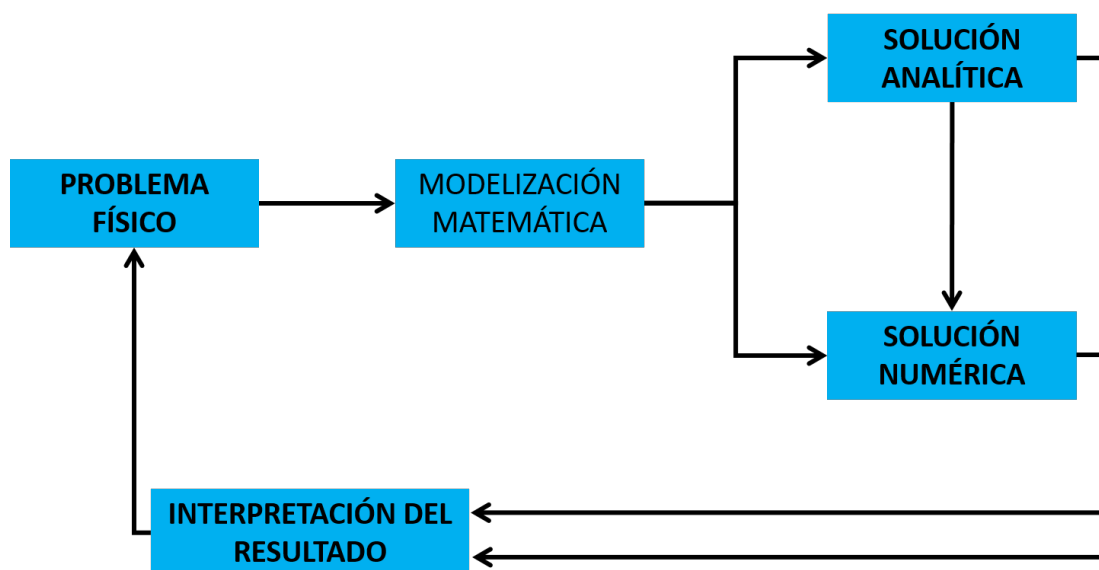 SOLUCIÓN
ANALÍTICA
PROBLEMA
FÍSICO
MODELIZACIÓN
MATEMÁTICA
SOLUCIÓN
NUMÉRICA
INTERPRETACIÓN DEL
RESULTADO